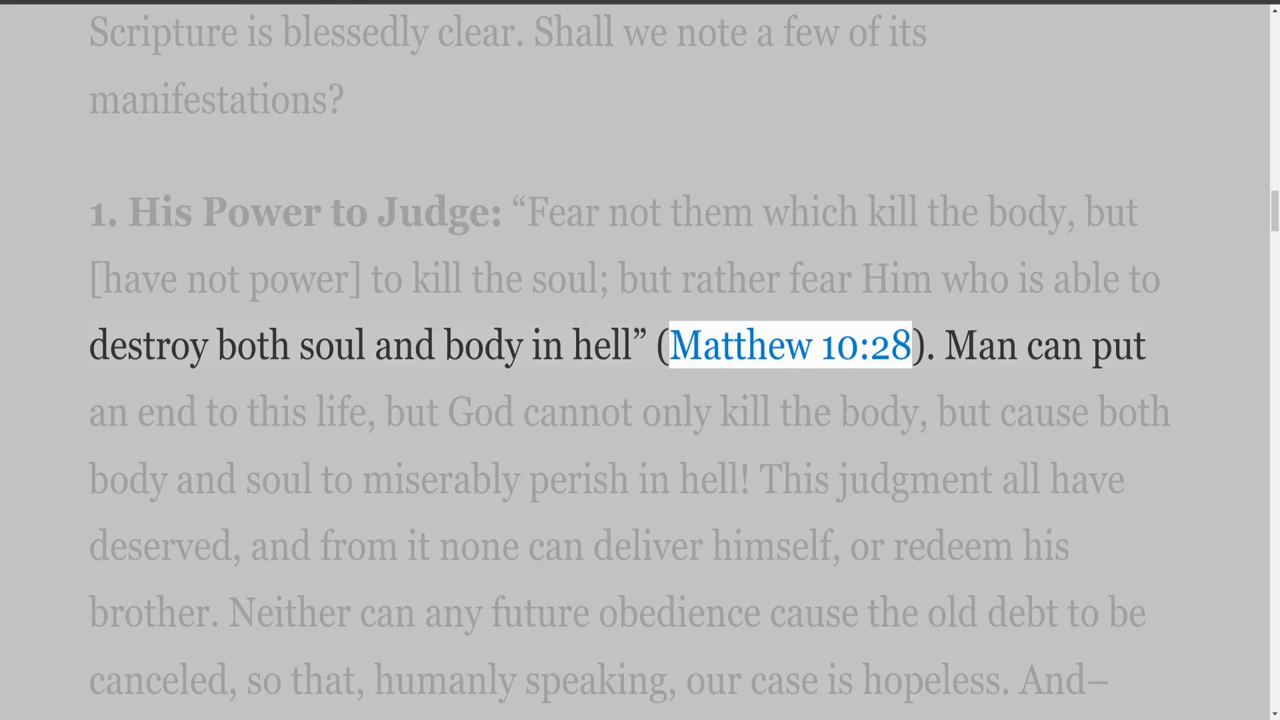 Scripture is blessedly clear. Shall we note a few of its
manifestations?
1. His Power to Judge: “Fear not them which kill the body, but
[have not power] to kill the soul; but rather fear Him who is able to
destroy both soul and body in hell” (Matthew 10:28). Man can put
an end to this life, but God cannot only kill the body, but cause both
body and soul to miserably perish in hell! This judgment all have
deserved, and from it none can deliver himself, or redeem his
brother. Neither can any future obedience cause the old debt to be
canceled, so that, humanly speaking, our case is hopeless. And–